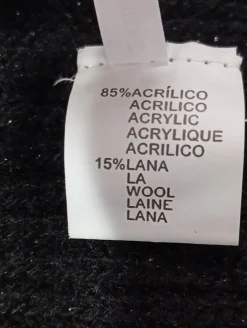 85%ACRÍLICO
ACRILICO
ACRYLIC
ACRYLIQUE
ACRILICO
15%LANA
LA
WOOL
LAINE
LANA